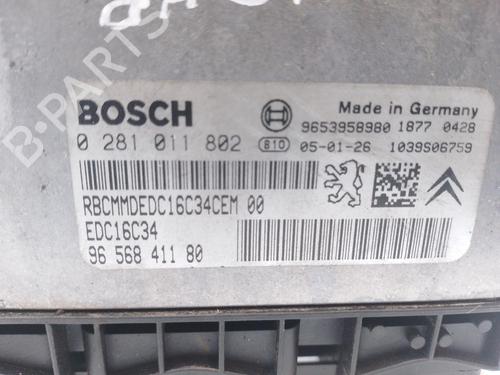 B-PARTS
BOSCH
Made in Germany
9653958980 1877 0428
0 281 011 802 810 05-01-26 1039S06759
RBCMMDEDC16C34CEM 00
EDC16C34
96 568 411 80